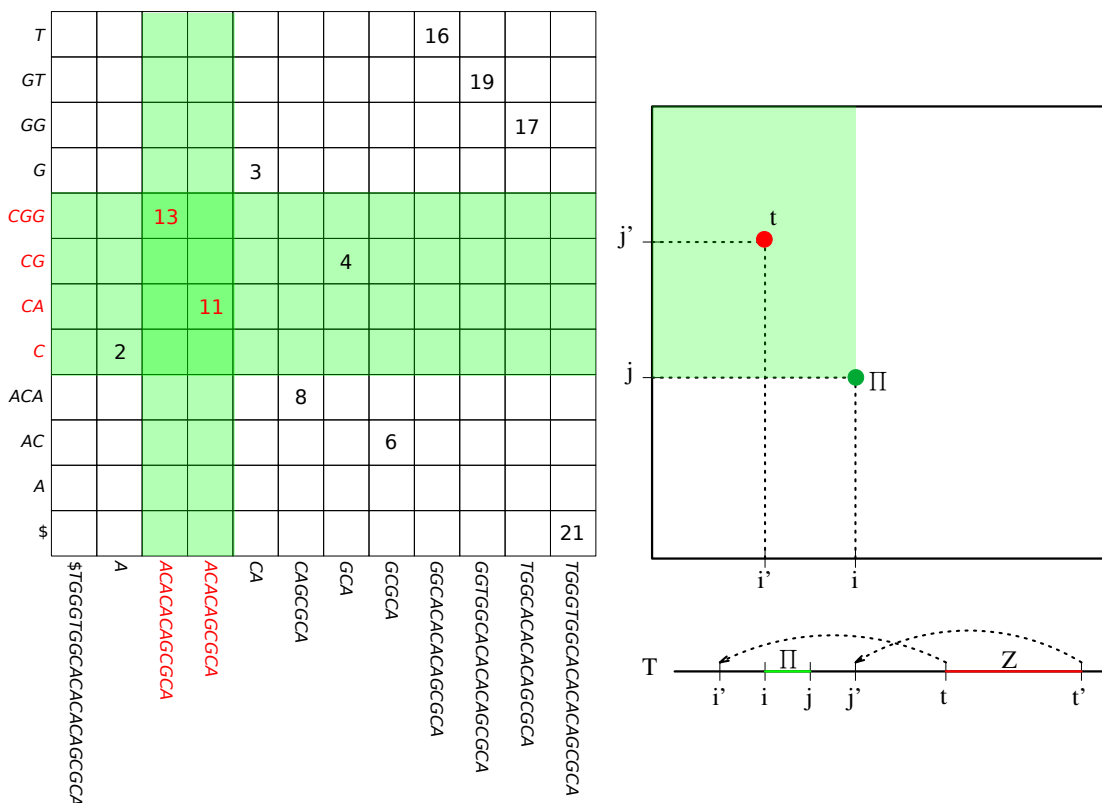 T 16
GT 19
GG 17
G 3
CGG 13
CG 4
CA 11
C 2
ACA 8
AC 6
A
$ 21
$TGGGTGGCACACACAGCGCA
A
ACACACAGCGCA
ACACAGCGCA
CA
CAGCGCA
GCA
GCGCA
GGCACACACAGCGCA
GGTGGCACACACAGCGCA
TGGCACACACAGCGCA
TGGGTGGCACACACAGCGCA
t
j'
j ∏
i' i
∏ Z
T
i' i j j' t t'